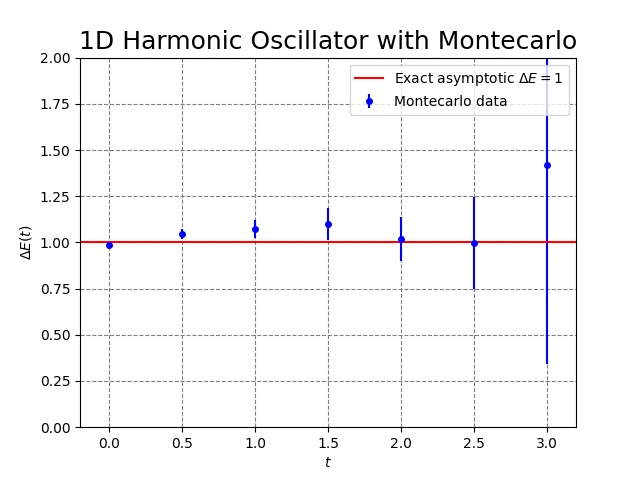 1D Harmonic Oscillator with Montecarlo
Exact asymptotic ΔE = 1
Montecarlo data
ΔE(t)
2.00
1.75
1.50
1.25
1.00
0.75
0.50
0.25
0.00
0.0 0.5 1.0 1.5 2.0 2.5 3.0
t